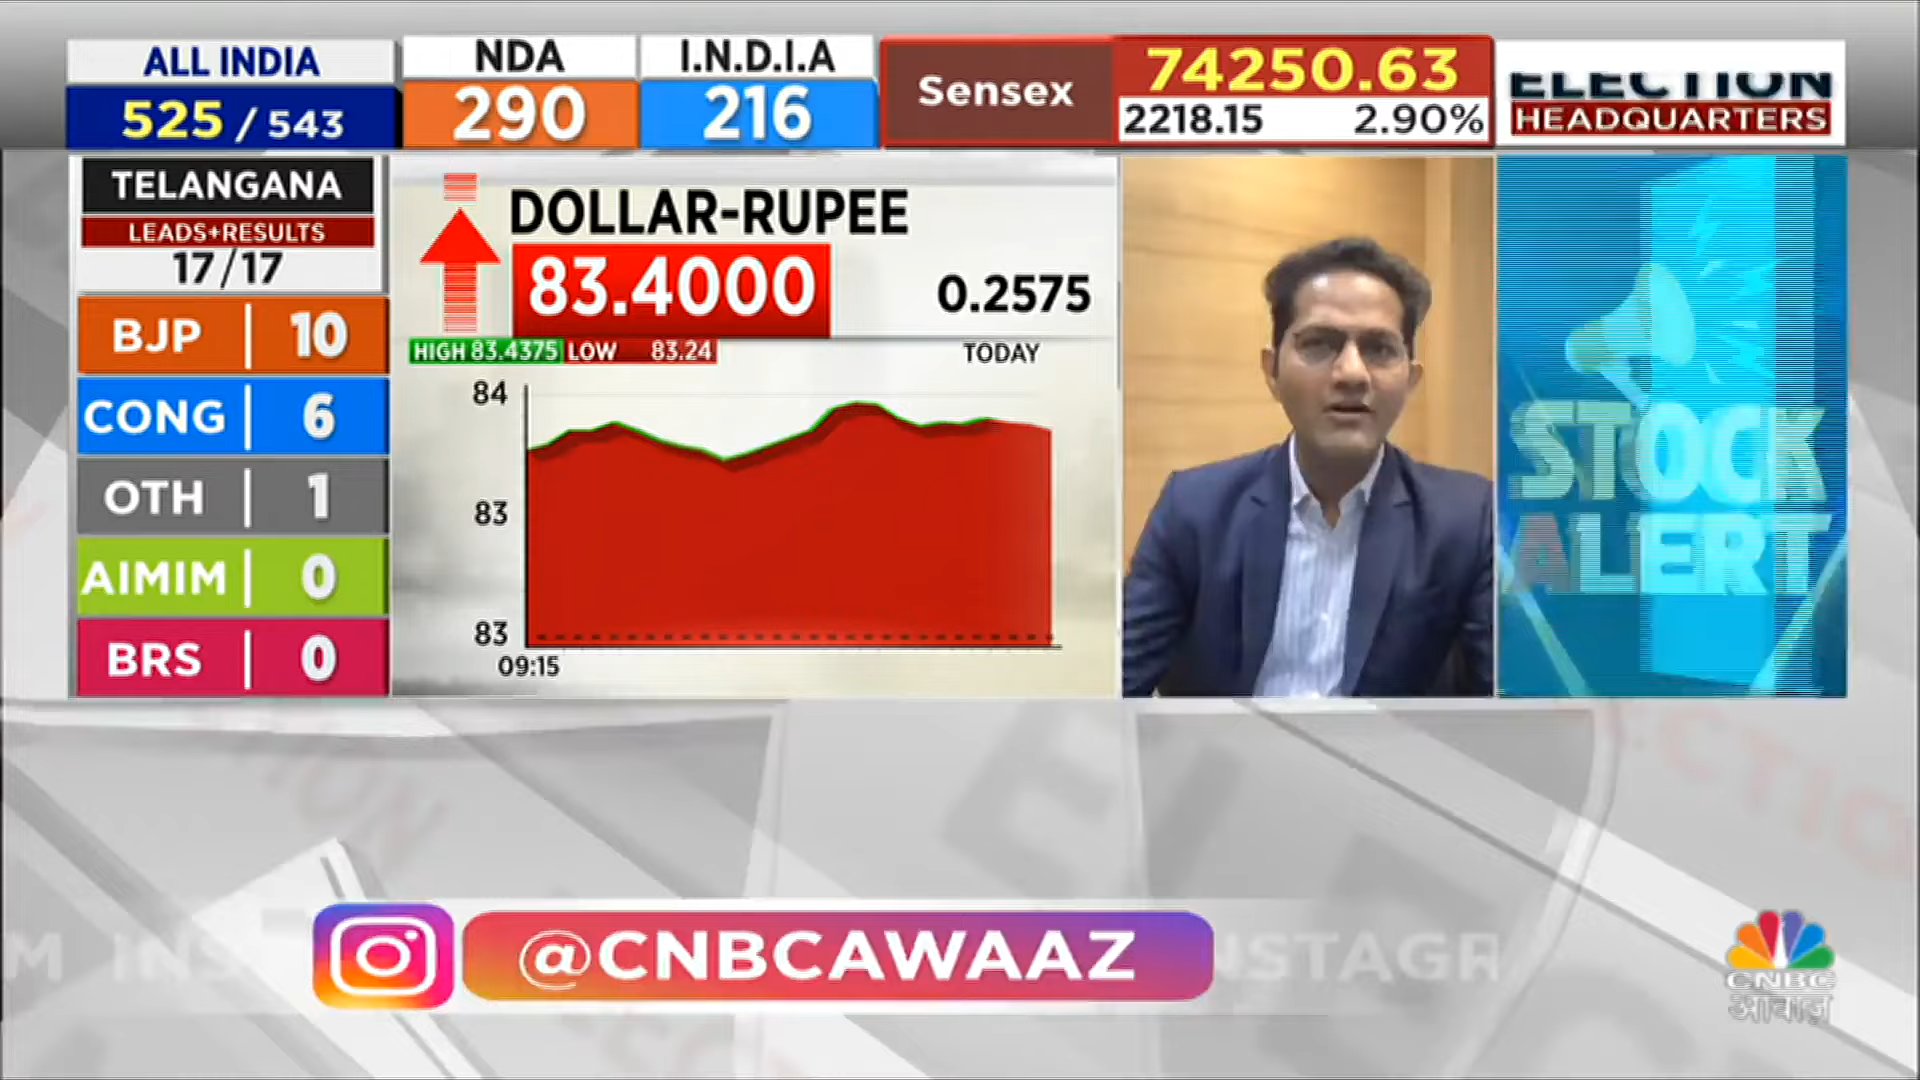 ALL INDIA
525 / 543
NDA
290
I.N.D.I.A
216
Sensex
74250.63
2218.15 2.90%
ELECTION
HEADQUARTERS
TELANGANA
LEADS+RESULTS
17/17
BJP 10
CONG 6
OTH 1
AIMIM 0
BRS 0
DOLLAR-RUPEE
83.4000 0.2575
HIGH 83.4375 LOW 83.24 TODAY
84
83
83
09:15
STOCK
ALERT
@CNBCAWAAZ
CNBC
आवाज़